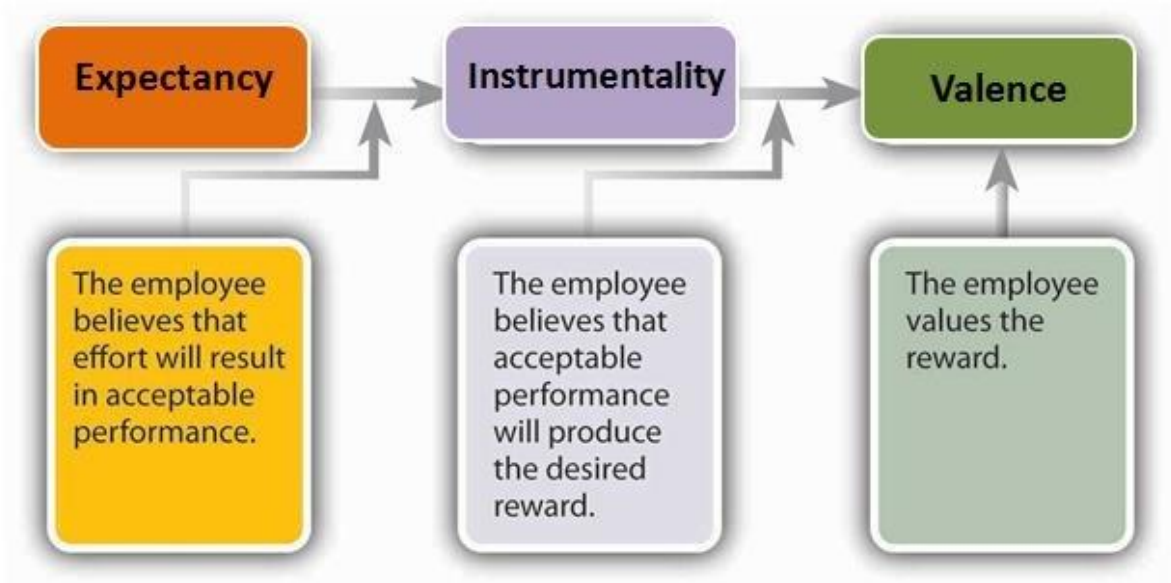 Expectancy
Instrumentality
Valence
The employee
believes that
effort will result
in acceptable
performance.
The employee
believes that
acceptable
performance
will produce
the desired
reward.
The employee
values the
reward.